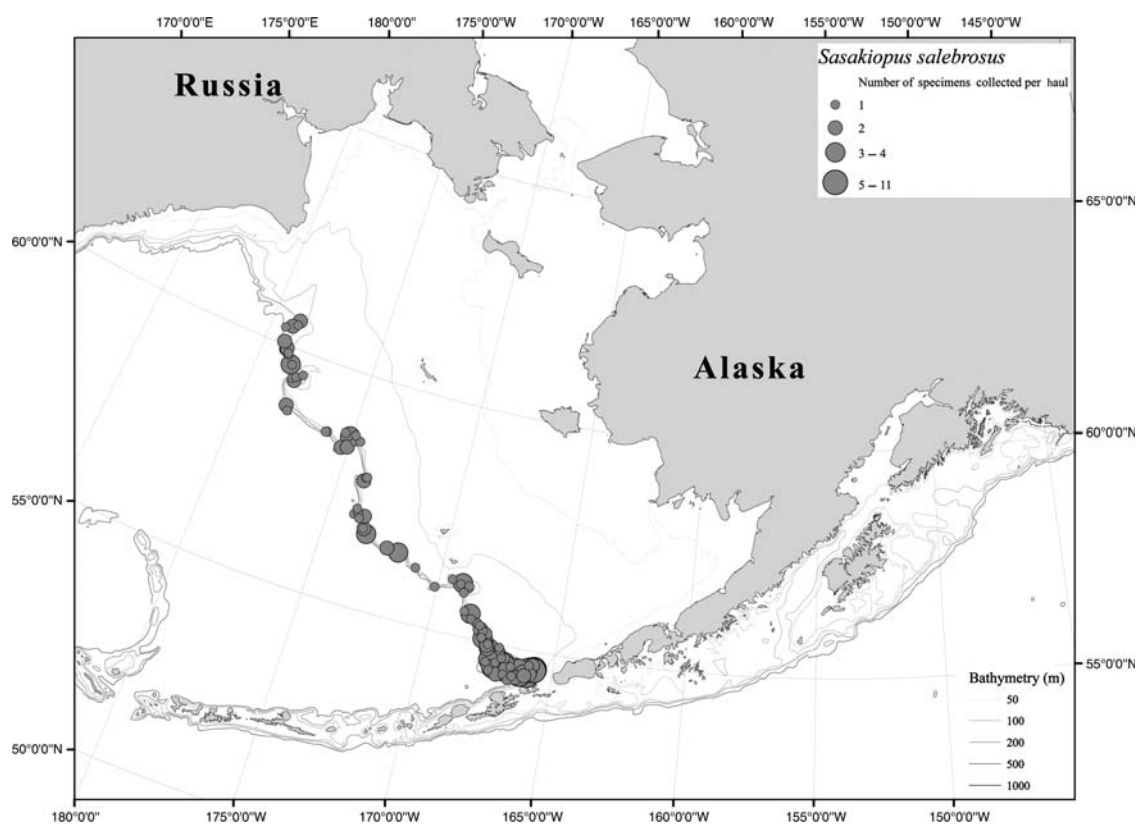 170°0'0"E 175°0'0"E 180°0'0" 175°0'0"W 170°0'0"W 165°0'0"W 160°0'0"W 155°0'0"W 150°0'0"W 145°0'0"W
Sasakiopus salebrosus
Number of specimens collected per haul
1
2
3 – 4
5 – 11
Russia
65°0'0"N
60°0'0"N
Alaska
60°0'0"N
55°0'0"N
55°0'0"N
Bathymetry (m)
50
100
200
500
1000
50°0'0"N
180°0'0" 175°0'0"W 170°0'0"W 165°0'0"W 160°0'0"W 155°0'0"W 150°0'0"W